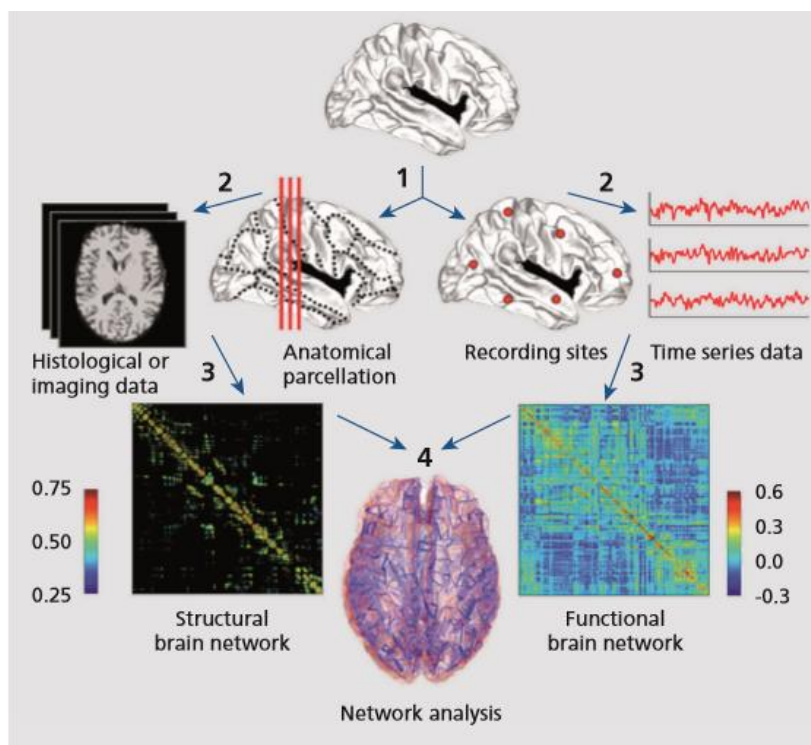 1
2
2
Histological or
imaging data
Anatomical
parcellation
Recording sites
Time series data
3
3
4
0.75
0.50
0.25
0.6
0.3
0.0
-0.3
Structural
brain network
Functional
brain network
Network analysis